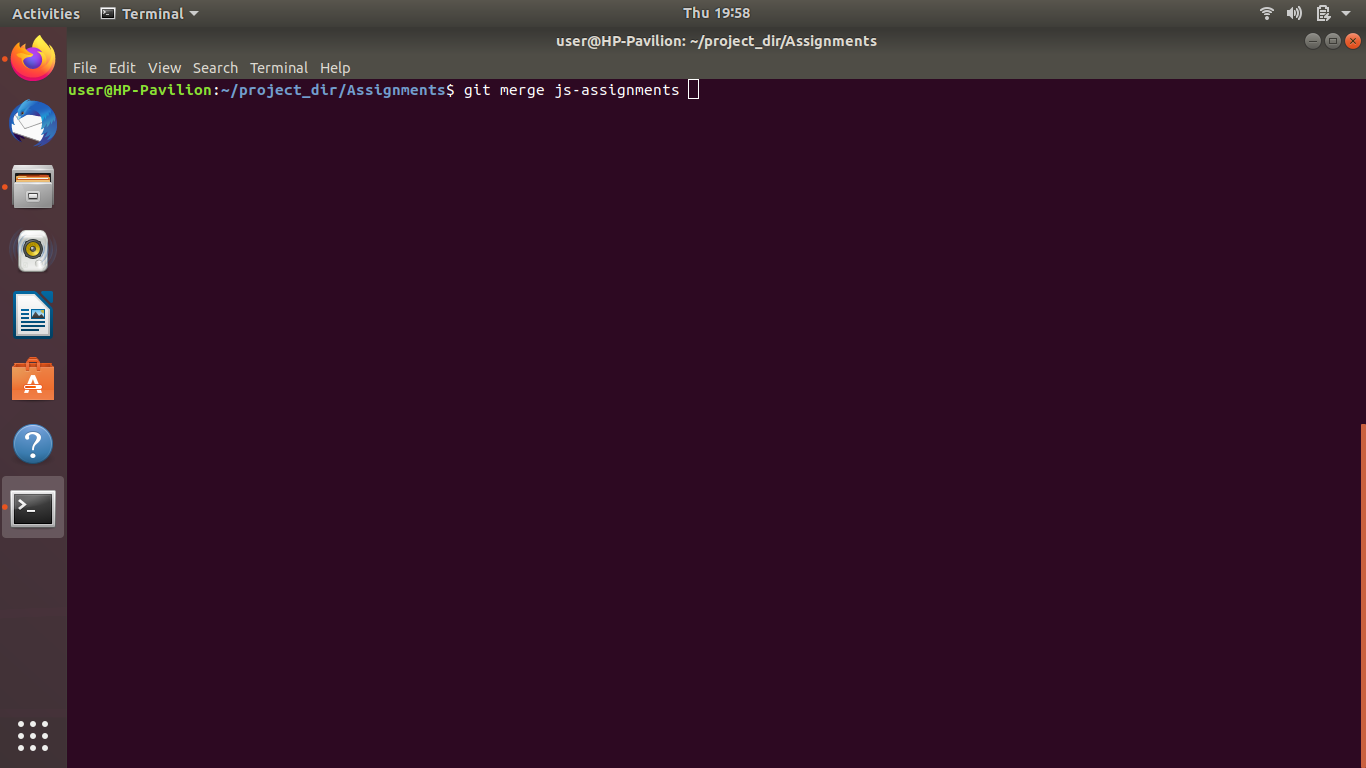 Activities Terminal Thu 19:58
user@HP-Pavilion: ~/project_dir/Assignments
File Edit View Search Terminal Help
user@HP-Pavilion:~/project_dir/Assignments$ git merge js-assignments